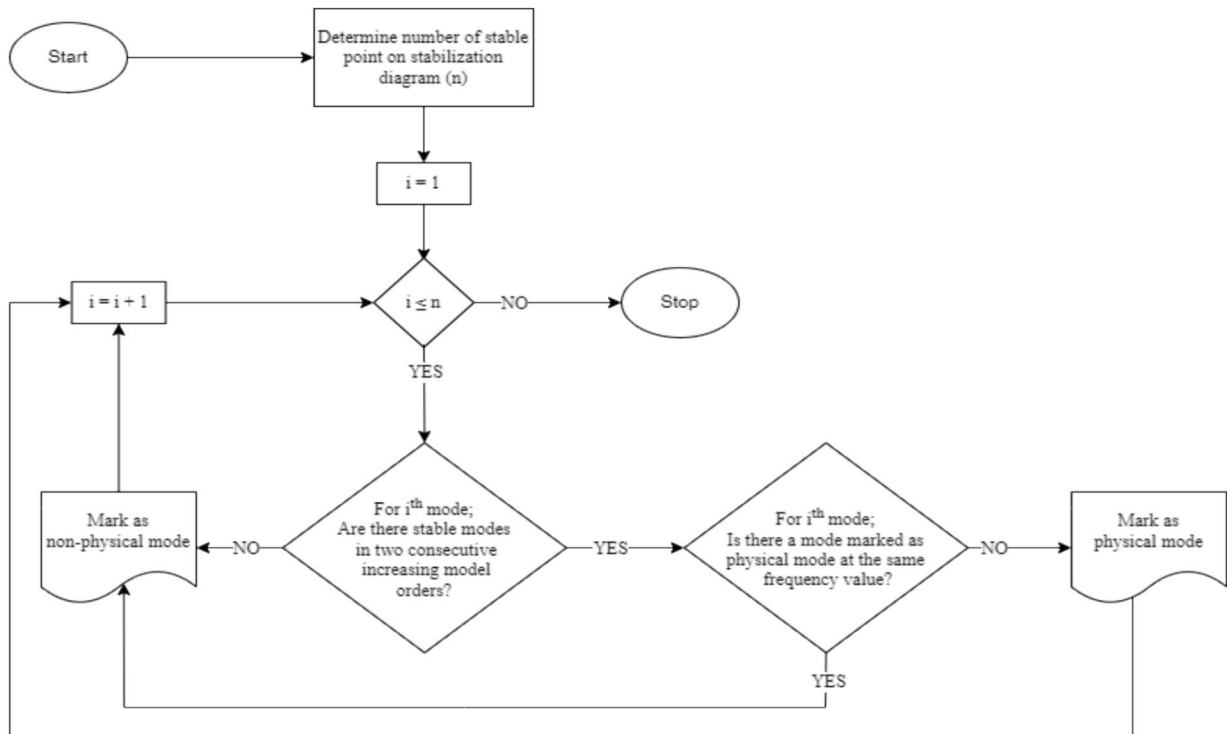 Start
Determine number of stable
point on stabilization
diagram (n)
i = 1
i = i + 1
i ≤ n
NO
Stop
YES
Mark as
non-physical mode
NO
For iᵗʰ mode;
Are there stable modes
in two consecutive
increasing model
orders?
YES
For iᵗʰ mode;
Is there a mode marked as
physical mode at the same
frequency value?
NO
Mark as
physical mode
YES